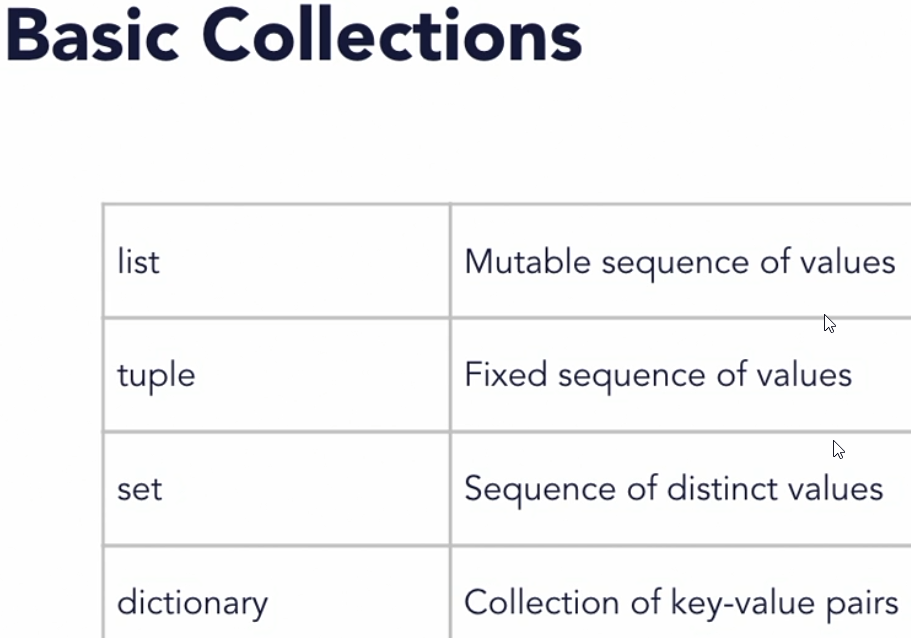 Basic Collections
list Mutable sequence of values
tuple Fixed sequence of values
set Sequence of distinct values
dictionary Collection of key-value pairs